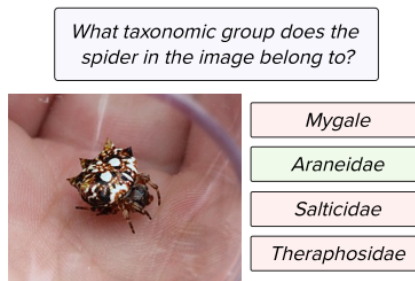 What taxonomic group does the
spider in the image belong to?
Mygale
Araneidae
Salticidae
Theraphosidae